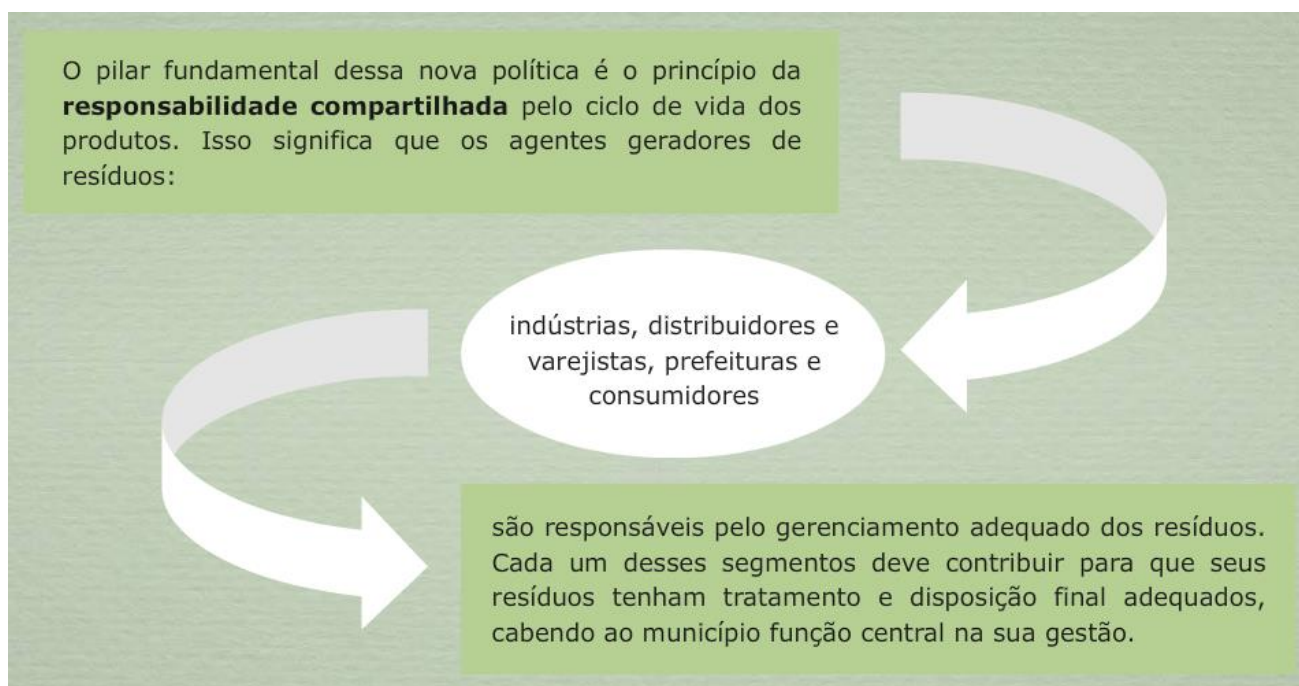 O pilar fundamental dessa nova política é o princípio da
responsabilidade compartilhada pelo ciclo de vida dos
produtos. Isso significa que os agentes geradores de
resíduos:
indústrias, distribuidores e
varejistas, prefeituras e
consumidores
são responsáveis pelo gerenciamento adequado dos resíduos.
Cada um desses segmentos deve contribuir para que seus
resíduos tenham tratamento e disposição final adequados,
cabendo ao município função central na sua gestão.